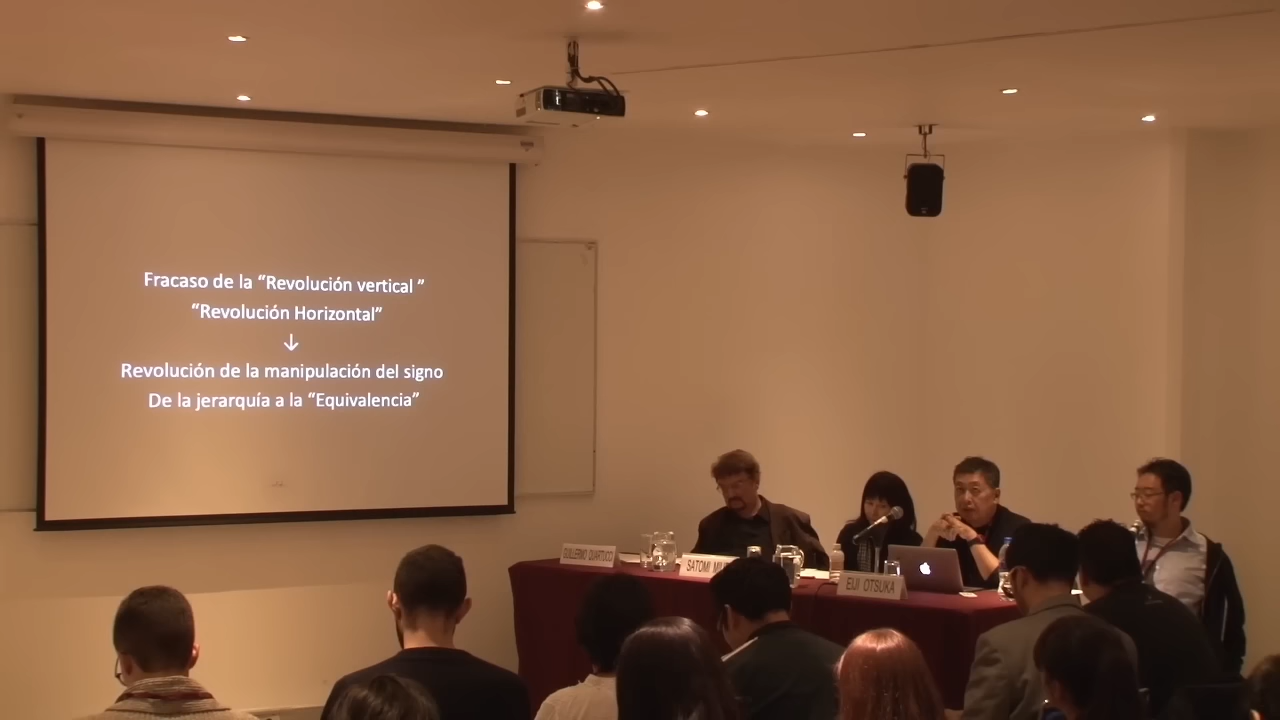 Fracaso de la “Revolución vertical ”
“Revolución Horizontal”
↓
Revolución de la manipulación del signo
De la jerarquía a la “Equivalencia”
GUILLERMO QUARTUCCI
SATOMI
EIJI OTSUKA